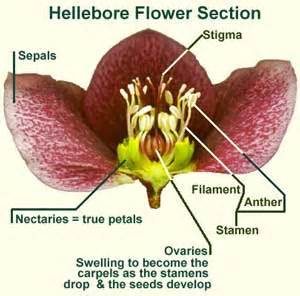 Hellebore Flower Section
Stigma
Sepals
Filament
Anther
Nectaries = true petals
Stamen
Ovaries
Swelling to become the
carpels as the stamens
drop & the seeds develop